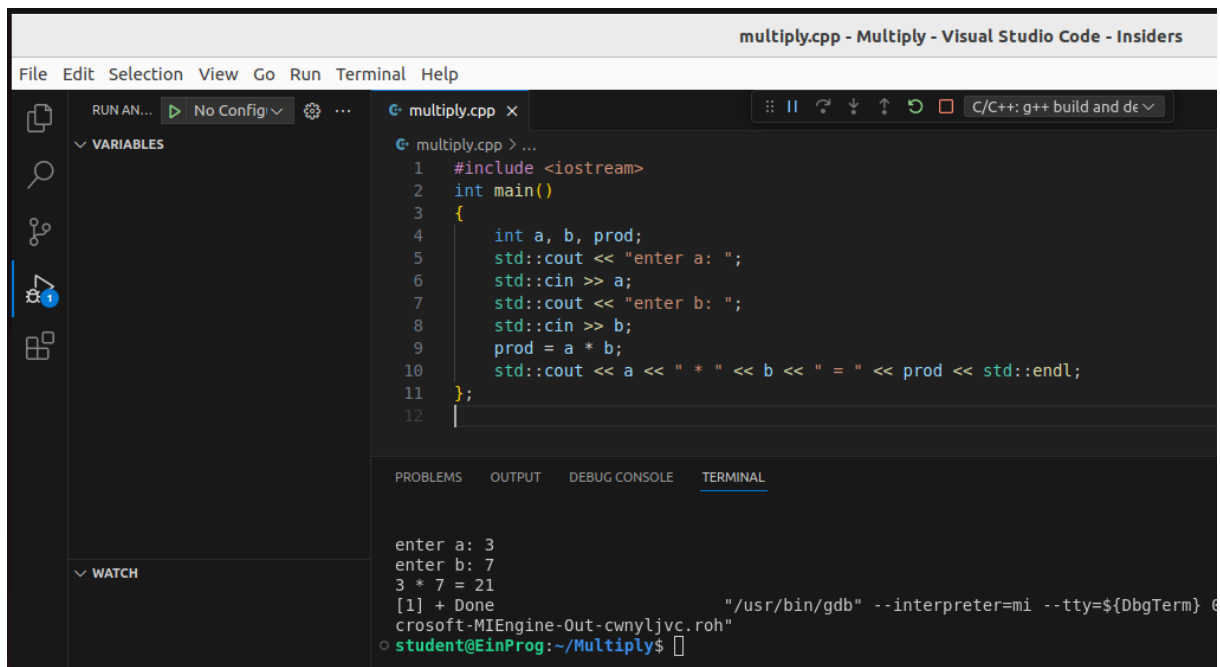 multiply.cpp - Multiply - Visual Studio Code - Insiders
File Edit Selection View Go Run Terminal Help
RUN AN... No Config
VARIABLES
WATCH
1
multiply.cpp
C/C++: g++ build and de
multiply.cpp > ...
1 #include <iostream>
2 int main()
3 {
4     int a, b, prod;
5     std::cout << "enter a: ";
6     std::cin >> a;
7     std::cout << "enter b: ";
8     std::cin >> b;
9     prod = a * b;
10     std::cout << a << " * " << b << " = " << prod << std::endl;
11 };
12
PROBLEMS OUTPUT DEBUG CONSOLE TERMINAL
enter a: 3
enter b: 7
3 * 7 = 21
[1] + Done "/usr/bin/gdb" --interpreter=mi --tty=${DbgTerm} 0
crosoft-MIEngine-Out-cwnyljvc.roh"
student@EinProg:~/Multiply$